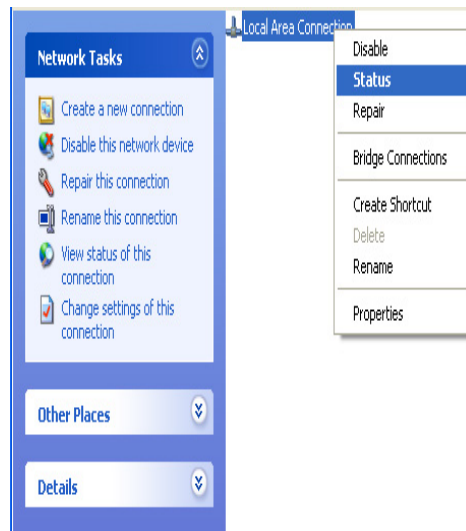 Network Tasks
Create a new connection
Disable this network device
Repair this connection
Rename this connection
View status of this
connection
Change settings of this
connection
Other Places
Details
Local Area Connection
Disable
Status
Repair
Bridge Connections
Create Shortcut
Delete
Rename
Properties